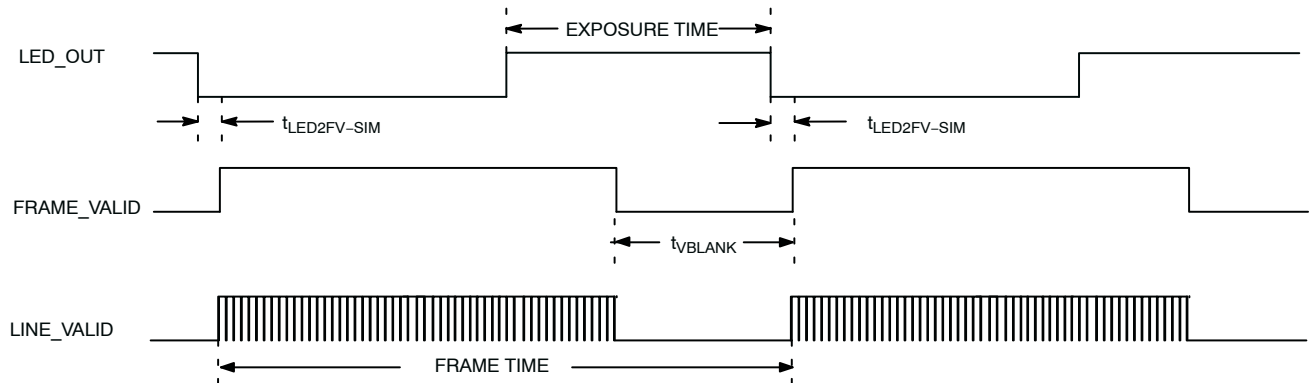 EXPOSURE TIME
LED_OUT
tLED2FV–SIM
tLED2FV–SIM
FRAME_VALID
tVBLANK
LINE_VALID
FRAME TIME